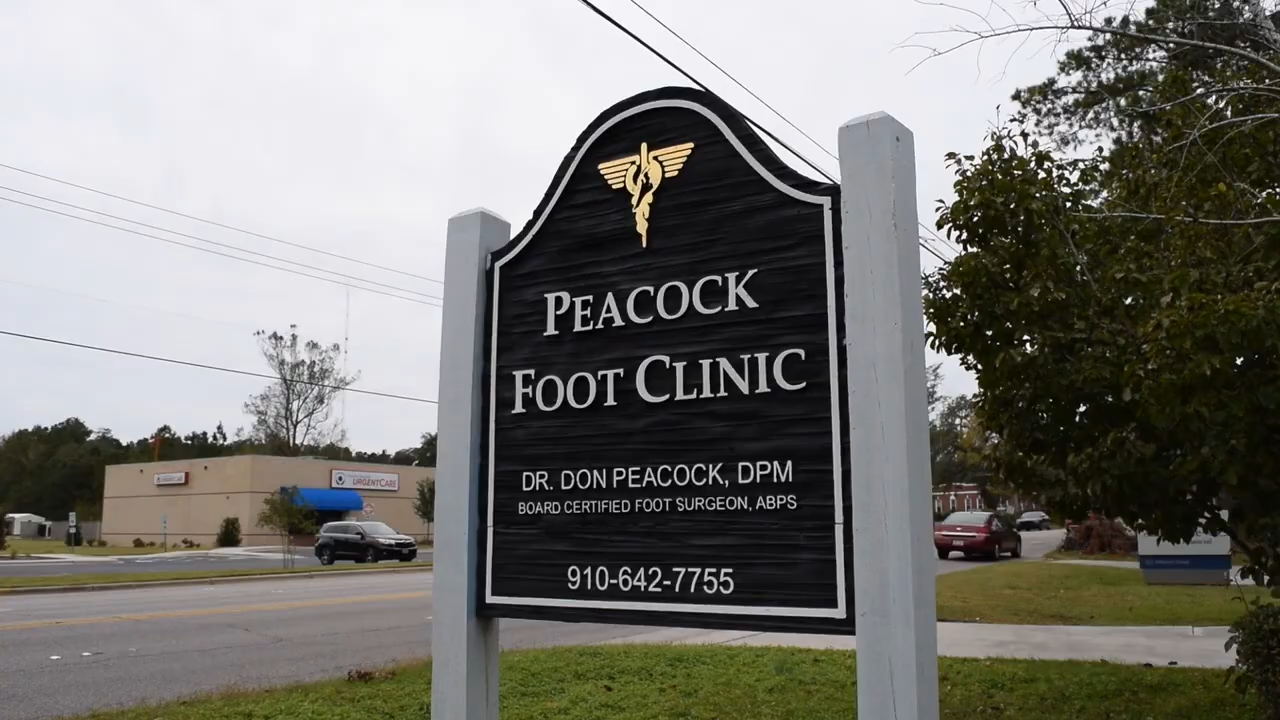 PEACOCK
FOOT CLINIC
DR. DON PEACOCK, DPM
BOARD CERTIFIED FOOT SURGEON, ABPS
910-642-7755
URGENTCARE